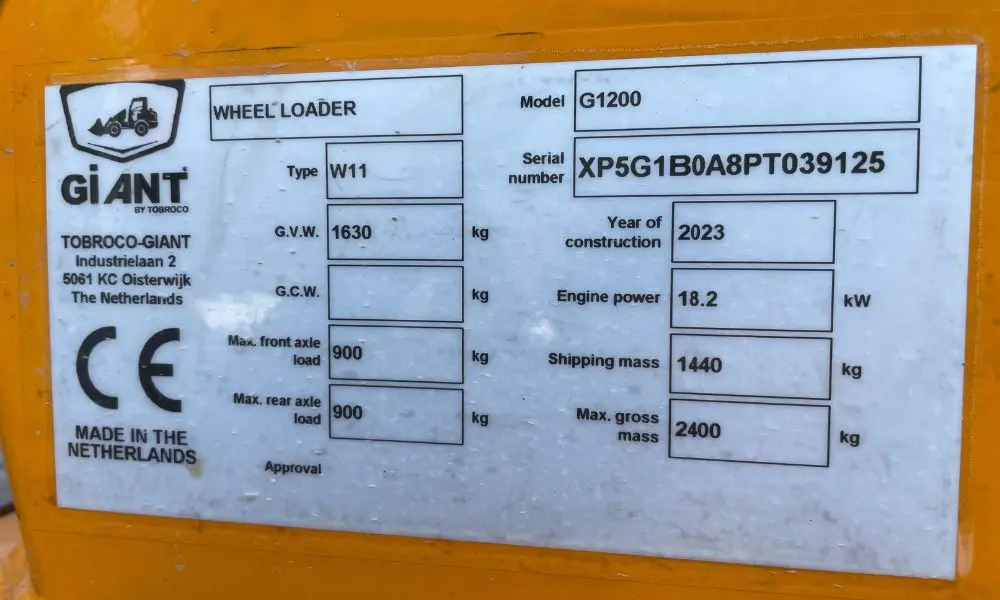 WHEEL LOADER
Model G1200
GiANT
BY TOBROCO
Type W11
Serial number XP5G1B0A8PT039125
TOBROCO-GIANT
Industrielaan 2
5061 KC Oisterwijk
The Netherlands
G.V.W. 1630 kg
Year of construction 2023
G.C.W. kg
Engine power 18.2 kW
CE
Max. front axle load 900 kg
Shipping mass 1440 kg
Max. rear axle load 900 kg
Max. gross mass 2400 kg
MADE IN THE
NETHERLANDS
Approval